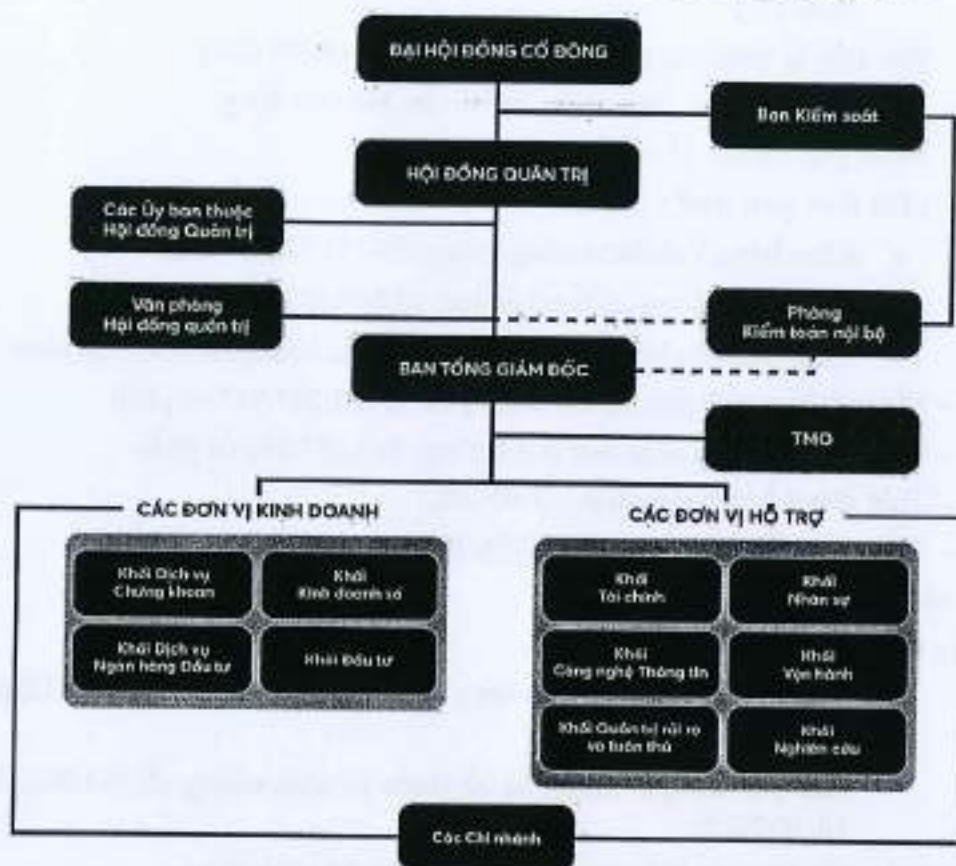 ĐẠI HỘI ĐỒNG CỔ ĐÔNG
Ban Kiểm soát
HỘI ĐỒNG QUẢN TRỊ
Các Ủy ban thuộc
Hội đồng Quản trị
Văn phòng
Hội đồng quản trị
Phòng
Kiểm toán nội bộ
BAN TỔNG GIÁM ĐỐC
TMO
CÁC ĐƠN VỊ KINH DOANH
CÁC ĐƠN VỊ HỖ TRỢ
Khối Dịch vụ
Chứng khoán
Khối
Kinh doanh số
Khối Dịch vụ
Ngân hàng Đầu tư
Khối Đầu tư
Khối
Tài chính
Khối
Nhân sự
Khối
Công nghệ Thông tin
Khối
Vận hành
Khối Quản trị rủi ro
và tuân thủ
Khối
Nghiên cứu
Các Chi nhánh